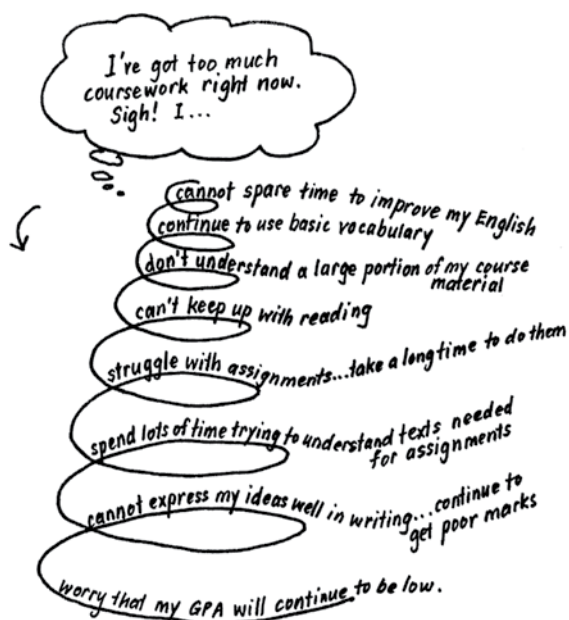 I've got too much
coursework right now.
Sigh! I...
cannot spare time to improve my English
continue to use basic vocabulary
don't understand a large portion of my course
material
can't keep up with reading
struggle with assignments...take a long time to do them
spend lots of time trying to understand texts needed
for assignments
cannot express my ideas well in writing...continue to
get poor marks
worry that my GPA will continue to be low.